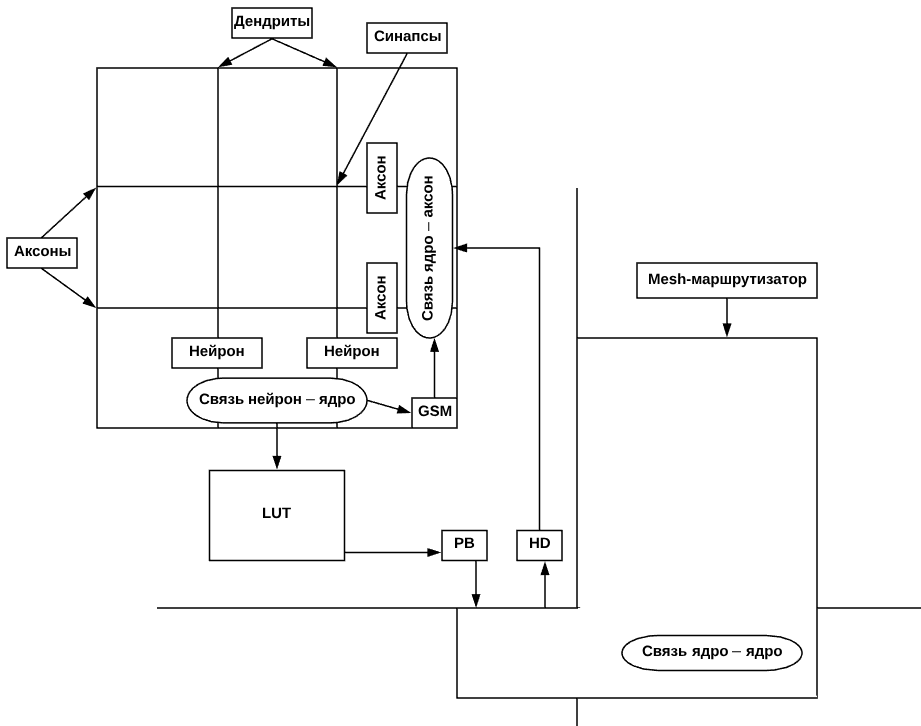 Дендриты
Синапсы
Аксон
Связь ядро – аксон
Аксоны
Mesh-маршрутизатор
Аксон
Нейрон
Нейрон
Связь нейрон – ядро
GSM
LUT
PB
HD
Связь ядро – ядро